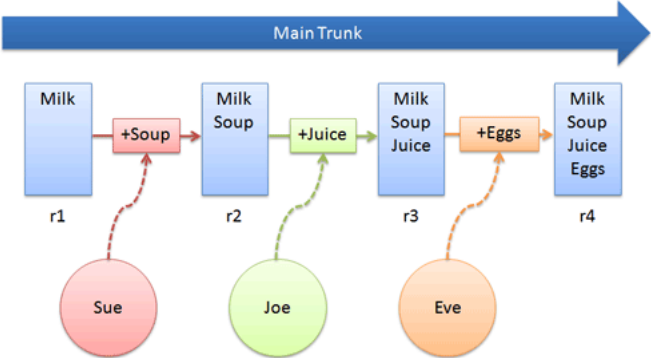 Main Trunk
Milk
+Soup
Milk
Soup
+Juice
Milk
Soup
Juice
+Eggs
Milk
Soup
Juice
Eggs
r1
r2
r3
r4
Sue
Joe
Eve